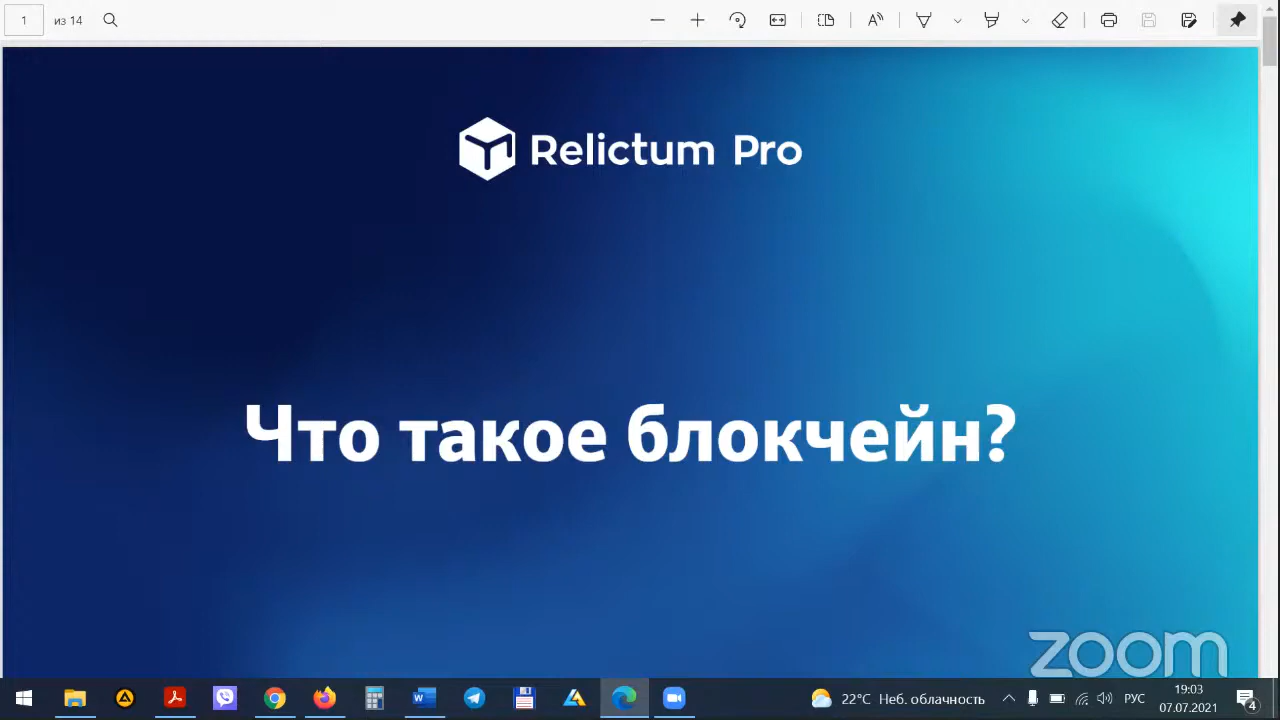 1
из 14
Relictum Pro
Что такое блокчейн?
zoom
22°C Неб. облачность
РУС
19:03
07.07.2021
4